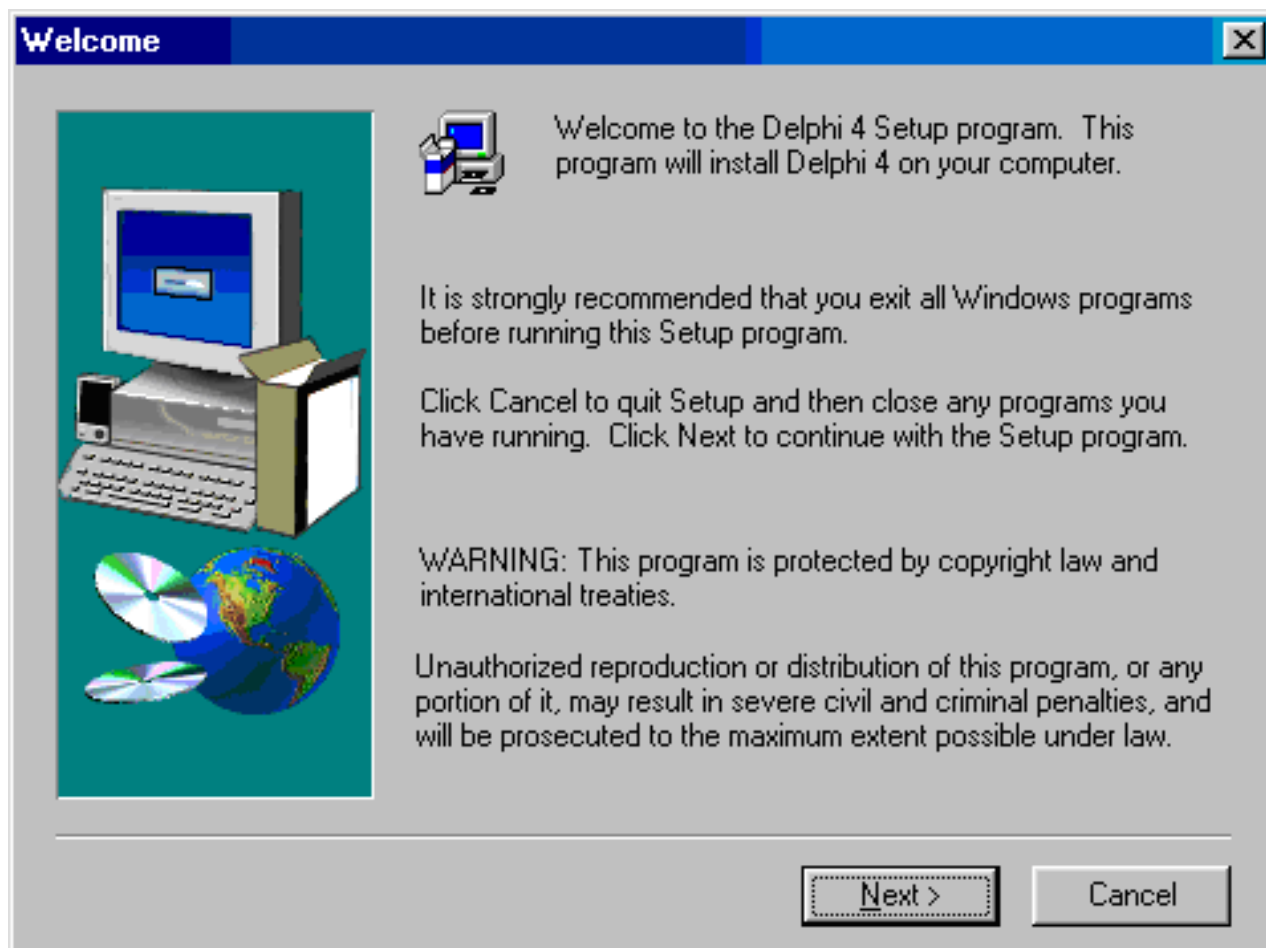 Welcome
Welcome to the Delphi 4 Setup program.  This
program will install Delphi 4 on your computer.
It is strongly recommended that you exit all Windows programs
before running this Setup program.
Click Cancel to quit Setup and then close any programs you
have running.  Click Next to continue with the Setup program.
WARNING: This program is protected by copyright law and
international treaties.
Unauthorized reproduction or distribution of this program, or any
portion of it, may result in severe civil and criminal penalties, and
will be prosecuted to the maximum extent possible under law.
Next >
Cancel